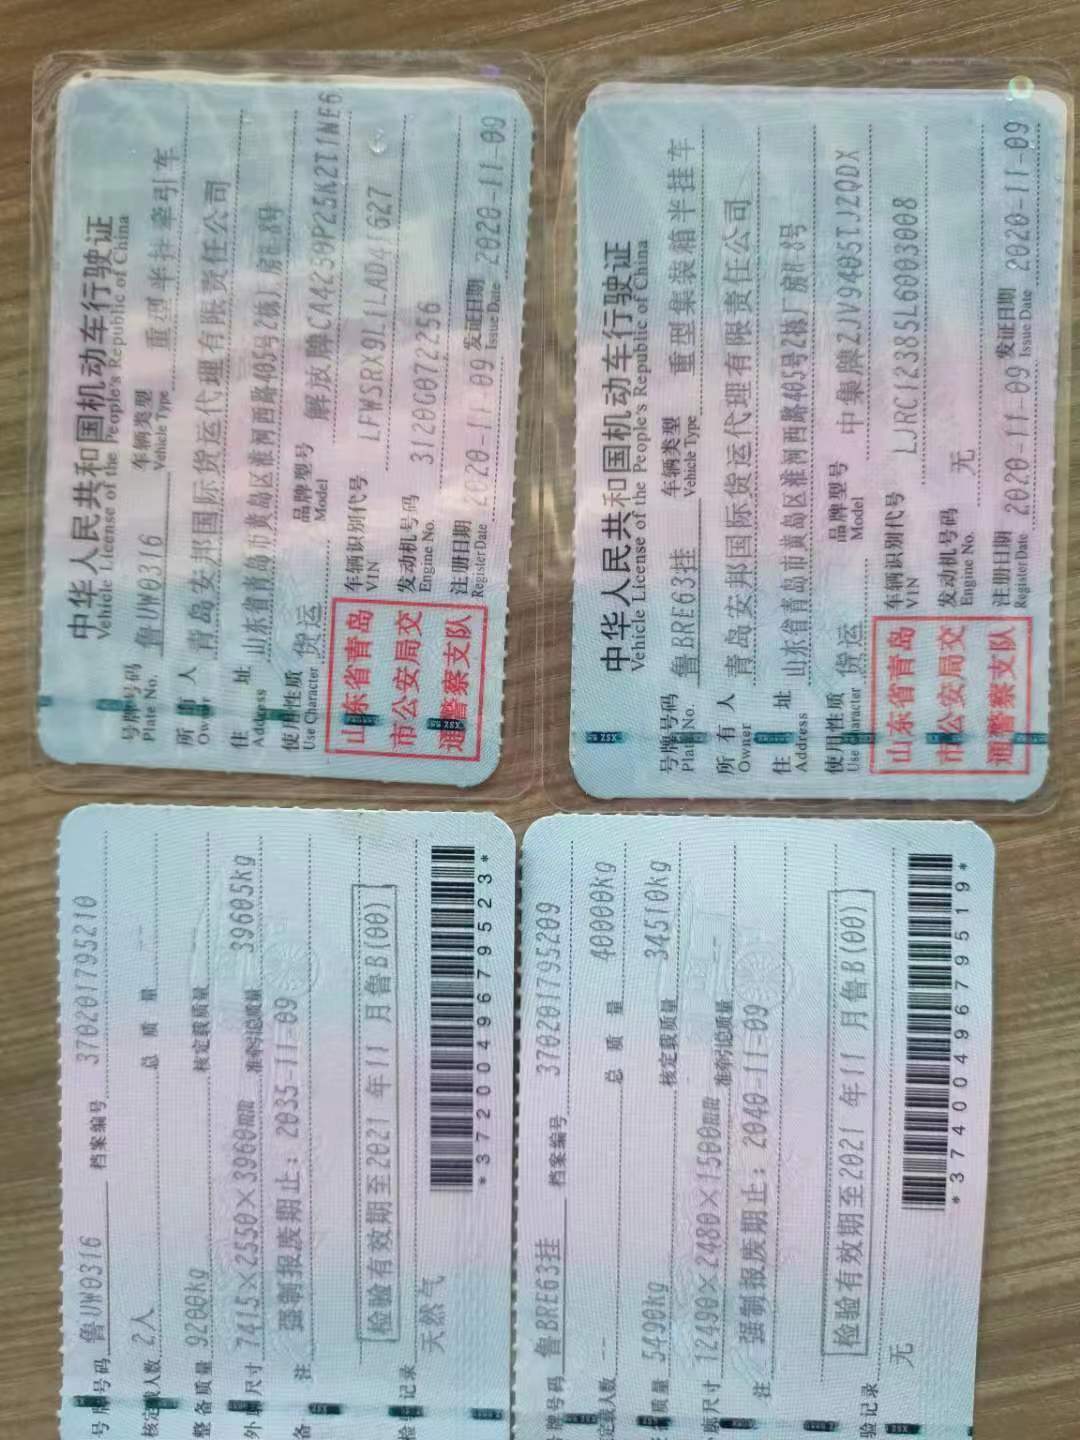 中华人民共和国机动车行驶证
Vehicle License of the People's Republic of China
号牌号码 鲁UW0316 车辆类型 重型半挂牵引车
Plate No. Vehicle Type
所有人 青岛安邦国际货运代理有限责任公司
Owner
住址 山东省青岛市黄岛区淮河西路405号2栋厂房E-8号
Address
使用性质 货运 品牌型号 解放牌CA4259P25K2T1NE6
Use Character Model
车辆识别代号 LFWSRX9L1LAD41627
VIN
发动机号码 3120G072256
Engine No.
注册日期 2020-11-09 发证日期 2020-11-09
Register Date Issue Date
山东省青岛
市公安局交
通警察支队
中华人民共和国机动车行驶证
Vehicle License of the People's Republic of China
号牌号码 鲁BRE63挂 车辆类型 重型集装箱半挂车
Plate No. Vehicle Type
所有人 青岛安邦国际货运代理有限责任公司
Owner
住址 山东省青岛市黄岛区淮河西路405号2栋厂房E-8号
Address
使用性质 货运 品牌型号 中集牌ZJV9405TJZQDX
Use Character Model
车辆识别代号 LJRC12385L6003008
VIN
发动机号码 无
Engine No.
注册日期 2020-11-09 发证日期 2020-11-09
Register Date Issue Date
山东省青岛
市公安局交
通警察支队
号牌号码 鲁UW0316 档案编号 370201795210
核定载人数 2人 总质量 --
整备质量 9200kg 核定载质量 --
外廓尺寸 7415×2550×3960mm 准牵引总质量 39605kg
备注 强制报废期止:2035-11-09
检验有效期至2021年11月鲁B(00)
检 记录 天然气
*3720049679523*
号牌号码 鲁BRE63挂 档案编号 370201795209
核定载人数 -- 总质量 40000kg
整备质量 5490kg 核定载质量 34510kg
外廓尺寸 12490×2480×1500mm 准牵引总质量
注 强制报废期止:2040-11-09
检验有效期至2021年11月鲁B(00)
验记录 无
*3740049679519*